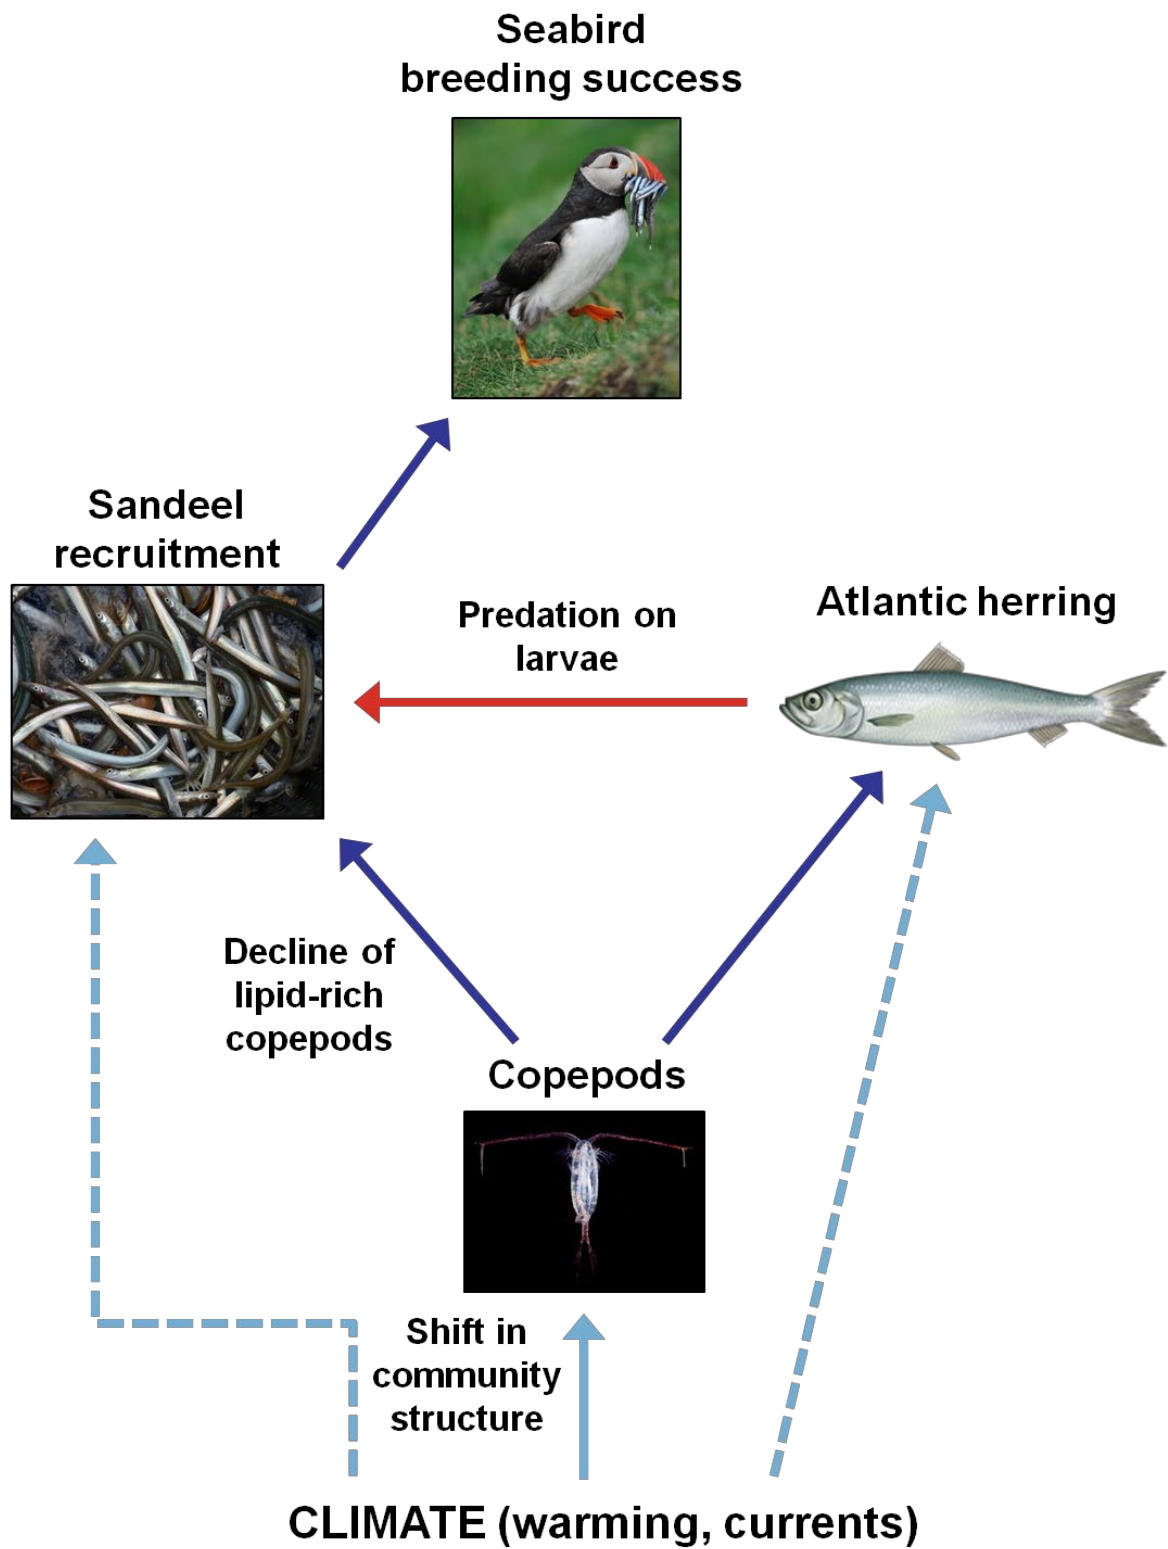 Seabird
breeding success
Sandeel
recruitment
Predation on
larvae
Atlantic herring
Decline of
lipid-rich
copepods
Copepods
Shift in
community
structure
CLIMATE (warming, currents)